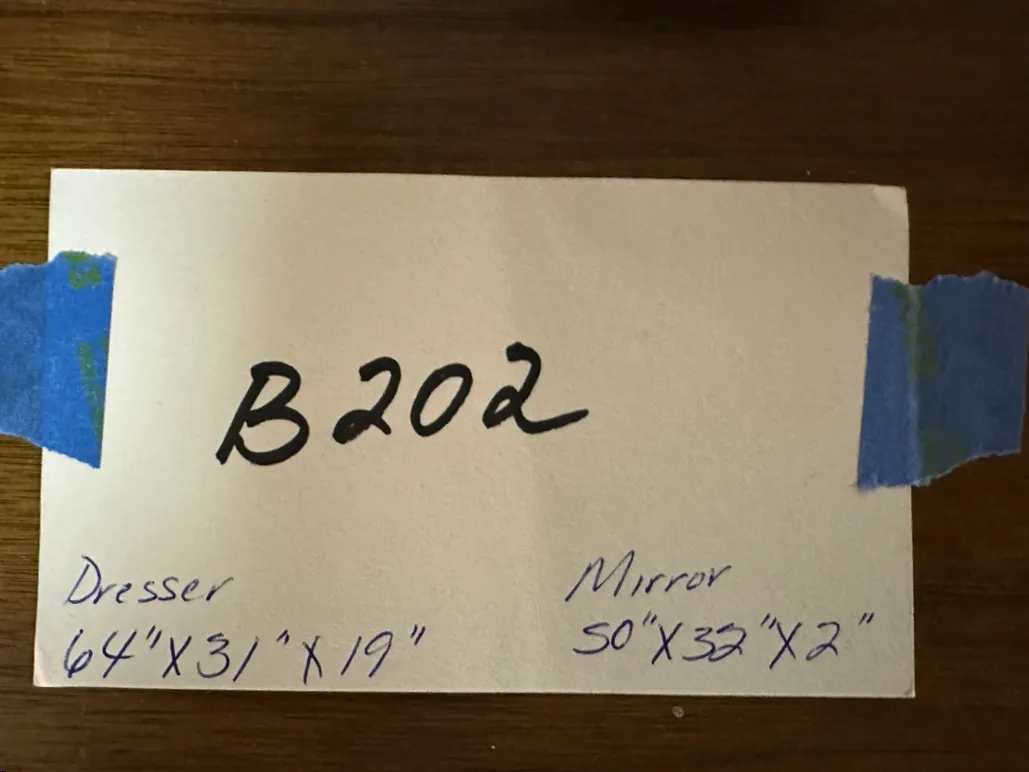 B202
Dresser
64"X31"X19"
Mirror
50"X32"X2"